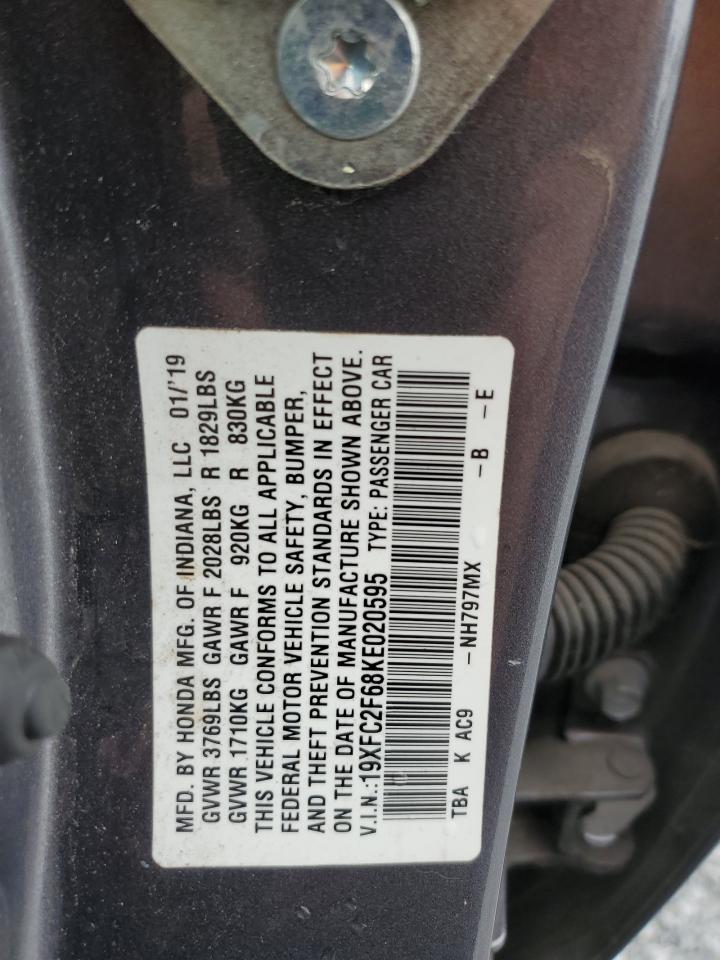 MFD. BY HONDA MFG. OF INDIANA, LLC 01/'19
GVWR 3769LBS GAWR F 2028LBS R 1829LBS
GVWR 1710KG GAWR F 920KG R 830KG
THIS VEHICLE CONFORMS TO ALL APPLICABLE
FEDERAL MOTOR VEHICLE SAFETY, BUMPER,
AND THEFT PREVENTION STANDARDS IN EFFECT
ON THE DATE OF MANUFACTURE SHOWN ABOVE.
V.I.N.:19XFC2F68KE020595 TYPE: PASSENGER CAR
TBA K AC9 -NH797MX -B -E